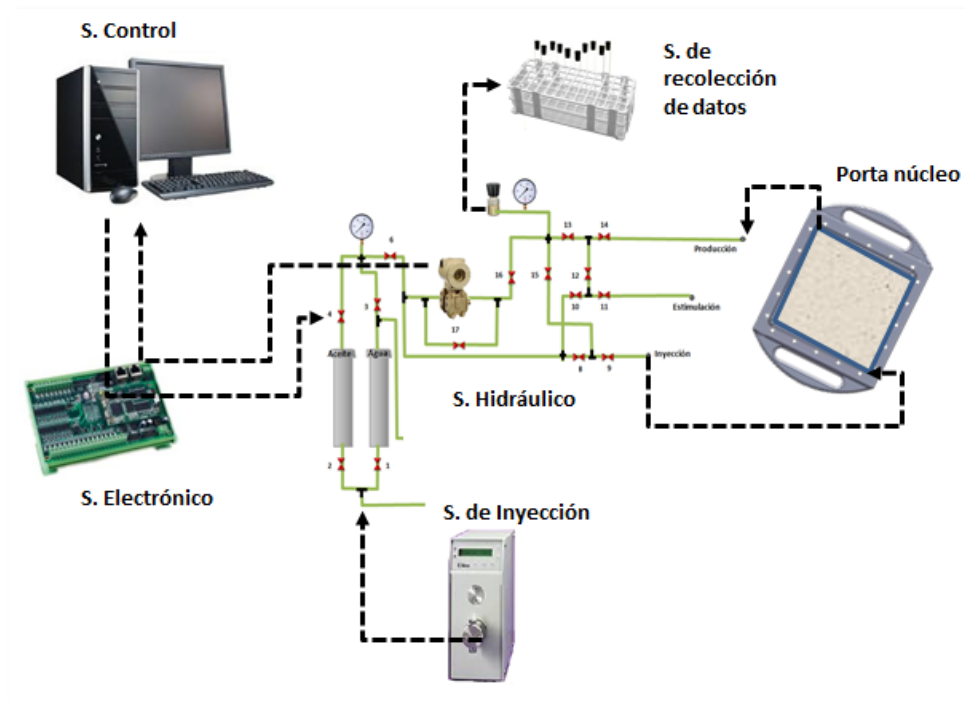 S. Control
S. de
recolección
de datos
Porta núcleo
6
13
14
Producción
16
15
12
4
3
10
11
Estimulación
17
Aceite
Agua
8
9
Inyección
S. Hidráulico
2
1
S. Electrónico
S. de Inyección